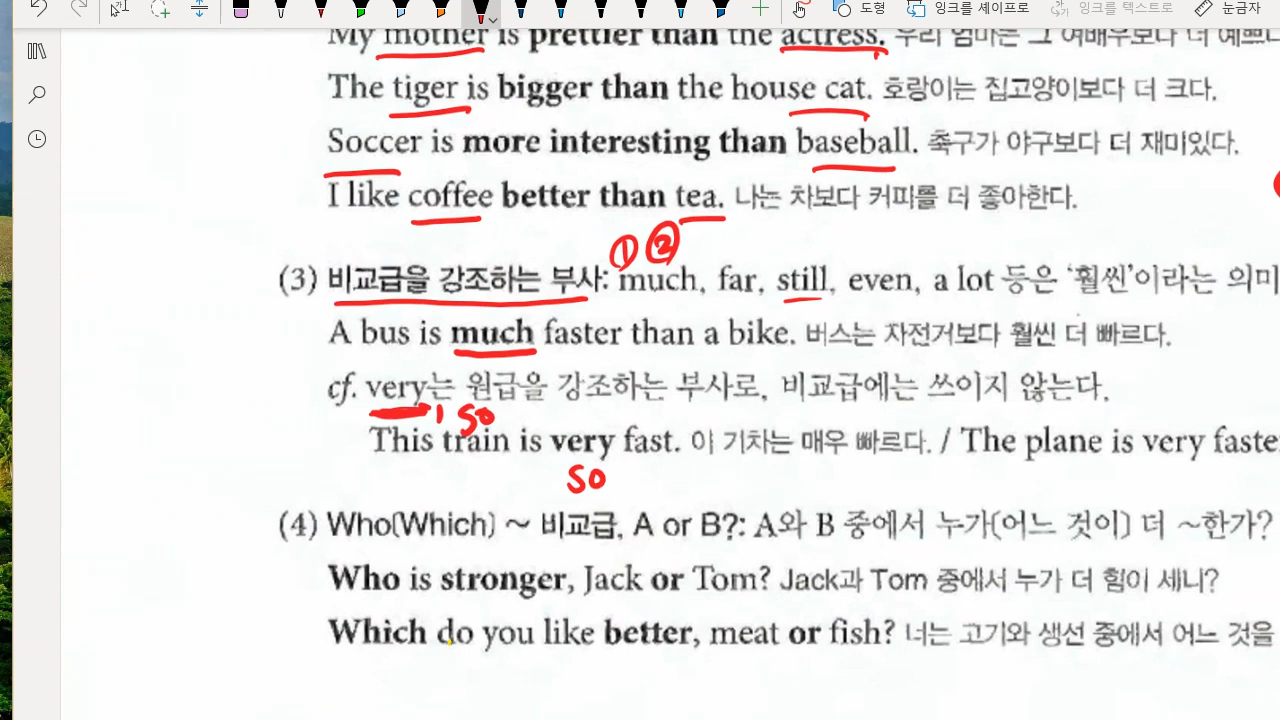 도형 잉크를 셰이프로 잉크를 텍스트로 눈금자
My mother is prettier than the actress. 우리 엄마는 그 여배우보다 더 예쁘다
The tiger is bigger than the house cat. 호랑이는 집고양이보다 더 크다.
Soccer is more interesting than baseball. 축구가 야구보다 더 재미있다.
I like coffee better than tea. 나는 차보다 커피를 더 좋아한다.
① ②
(3) 비교급을 강조하는 부사: much, far, still, even, a lot 등은 ‘훨씬’이라는 의미
A bus is much faster than a bike. 버스는 자전거보다 훨씬 더 빠르다.
cf. very는 원급을 강조하는 부사로, 비교급에는 쓰이지 않는다.
, so
This train is very fast. 이 기차는 매우 빠르다. / The plane is very faste
so
(4) Who(Which) ~ 비교급, A or B?: A와 B 중에서 누가(어느 것이) 더 ~한가?
Who is stronger, Jack or Tom? Jack과 Tom 중에서 누가 더 힘이 세니?
Which do you like better, meat or fish? 너는 고기와 생선 중에서 어느 것을